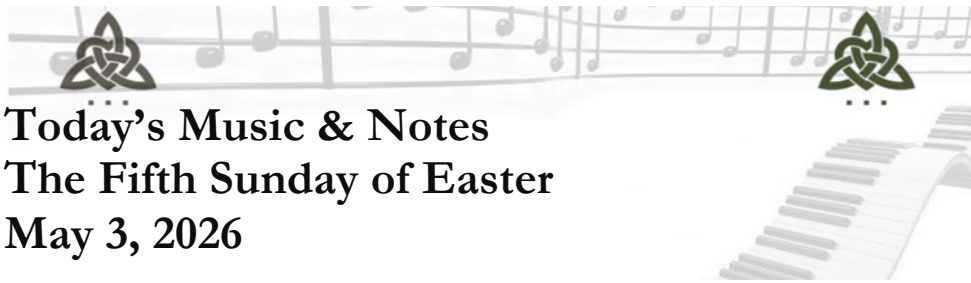 Today’s Music & Notes
The Fifth Sunday of Easter
May 3, 2026